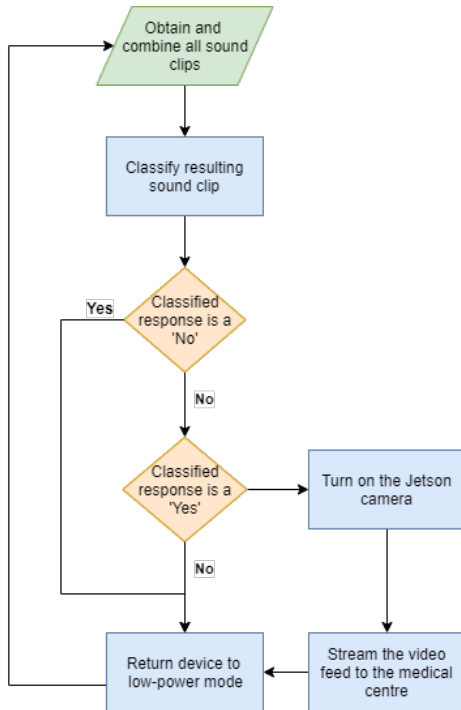 Obtain and
combine all sound
clips
Classify resulting
sound clip
Classified
response is a
'No'
Yes
No
Classified
response is a
'Yes'
Turn on the Jetson
camera
No
Return device to
low-power mode
Stream the video
feed to the medical
centre